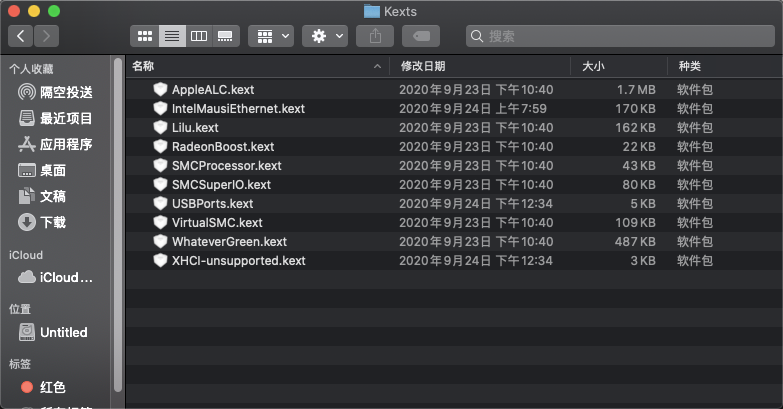 Kexts
搜索
个人收藏
隔空投送
最近项目
应用程序
桌面
文稿
下载
iCloud
iCloud...
位置
Untitled
标签
红色
名称 修改日期 大小 种类
AppleALC.kext 2020年9月23日 下午10:40 1.7 MB 软件包
IntelMausiEthernet.kext 2020年9月24日 上午7:59 170 KB 软件包
Lilu.kext 2020年9月23日 下午10:40 162 KB 软件包
RadeonBoost.kext 2020年9月23日 下午10:40 22 KB 软件包
SMCProcessor.kext 2020年9月23日 下午10:40 43 KB 软件包
SMCSuperIO.kext 2020年9月23日 下午10:40 80 KB 软件包
USBPorts.kext 2020年9月24日 下午12:34 5 KB 软件包
VirtualSMC.kext 2020年9月23日 下午10:40 109 KB 软件包
WhateverGreen.kext 2020年9月23日 下午10:40 487 KB 软件包
XHCI-unsupported.kext 2020年9月24日 下午12:34 3 KB 软件包